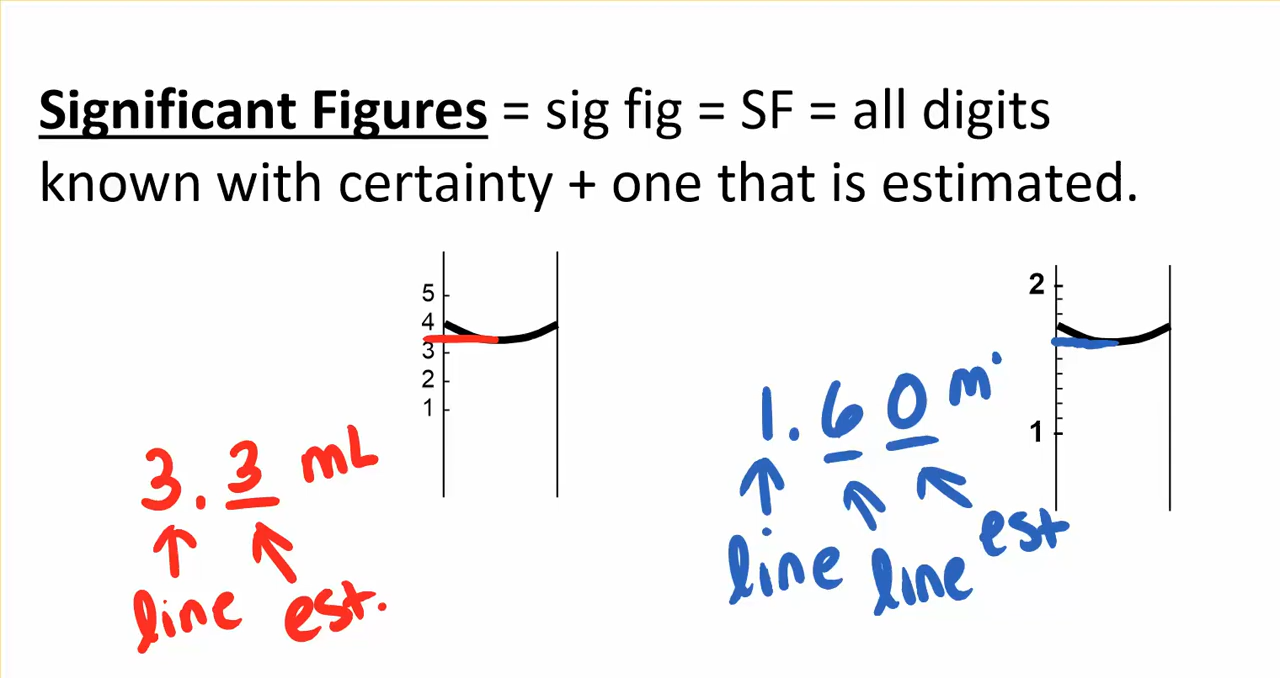 Significant Figures = sig fig = SF = all digits
known with certainty + one that is estimated.
5
4
3
2
1
3.3 mL
line est.
2
1
1.60 m
line line est